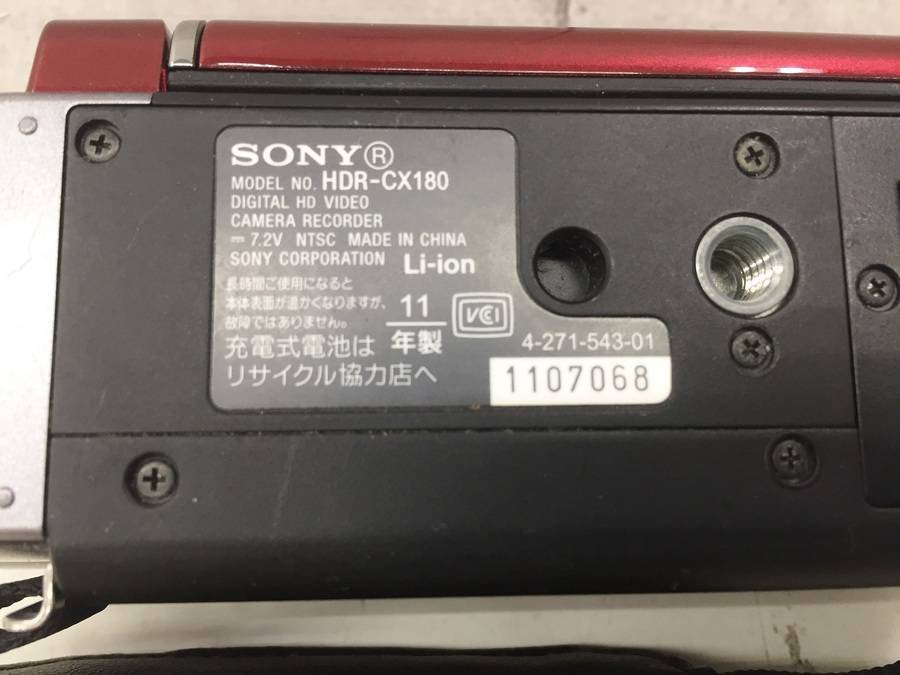 SONY®
MODEL NO. HDR-CX180
DIGITAL HD VIDEO
CAMERA RECORDER
⎓ 7.2V NTSC MADE IN CHINA
SONY CORPORATION Li-ion
長時間ご使用になると
本体表面が温かくなりますが、
故障ではありません。
11
年製
VCI
充電式電池は
リサイクル協力店へ
4-271-543-01
1107068